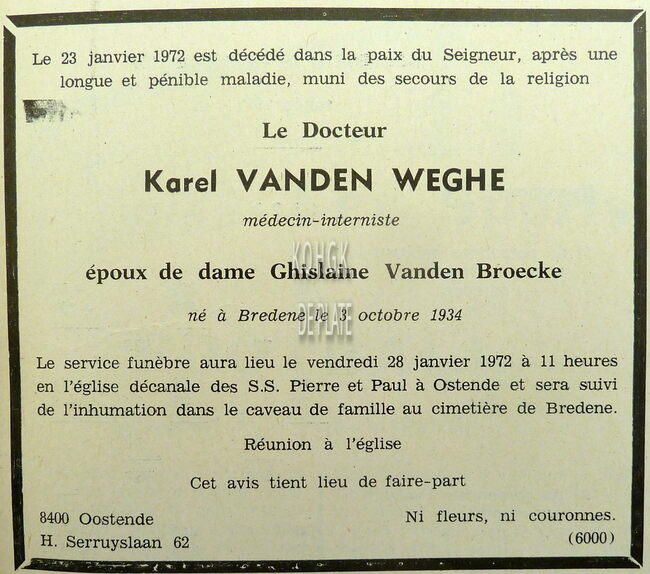 Le 23 janvier 1972 est décédé dans la paix du Seigneur, après une
longue et pénible maladie, muni des secours de la religion
Le Docteur
Karel VANDEN WEGHE
médecin-interniste
KOHGK
époux de dame Ghislaine Vanden Broecke
DEPLATE
né à Bredene le 3 octobre 1934
Le service funèbre aura lieu le vendredi 28 janvier 1972 à 11 heures
en l'église décanale des S.S. Pierre et Paul à Ostende et sera suivi
de l'inhumation dans le caveau de famille au cimetière de Bredene.
Réunion à l'église
Cet avis tient lieu de faire-part
8400 Oostende
H. Serruyslaan 62
Ni fleurs, ni couronnes.
(6000)